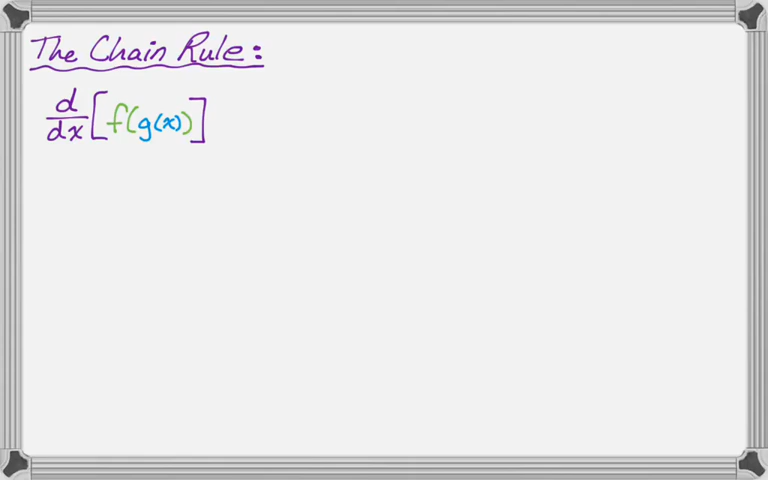 The Chain Rule:
d/dx [f(g(x))]